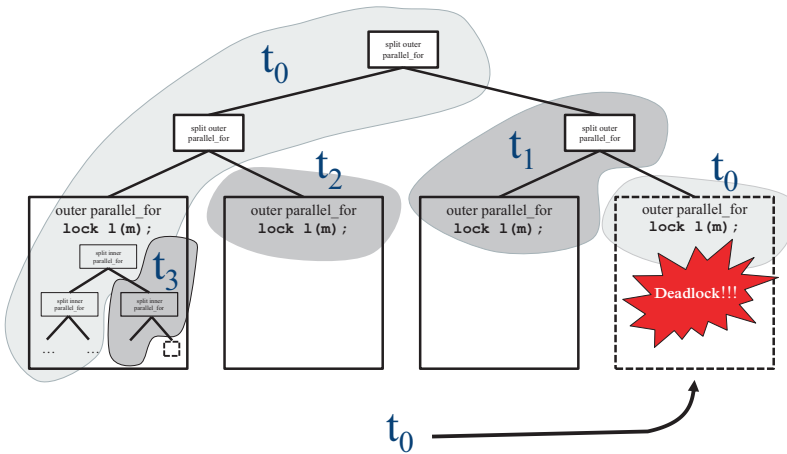 split outer
parallel_for
t0
split outer
parallel_for
split outer
parallel_for
t1
t2
t0
outer parallel_for
lock l(m);
outer parallel_for
lock l(m);
outer parallel_for
lock l(m);
outer parallel_for
lock l(m);
split inner
parallel_for
t3
split inner
parallel_for
split inner
parallel_for
... ...
Deadlock!!!
t0